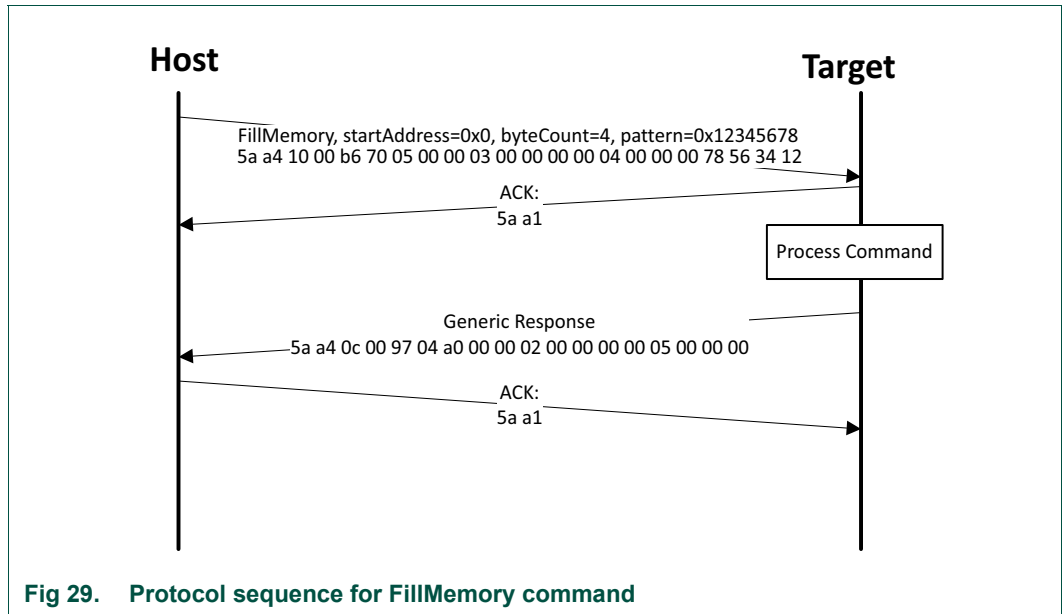 Host
Target
FillMemory, startAddress=0x0, byteCount=4, pattern=0x12345678
5a a4 10 00 b6 70 05 00 00 03 00 00 00 00 04 00 00 00 78 56 34 12
ACK:
5a a1
Process Command
Generic Response
5a a4 0c 00 97 04 a0 00 00 02 00 00 00 00 05 00 00 00
ACK:
5a a1
Fig 29. Protocol sequence for FillMemory command